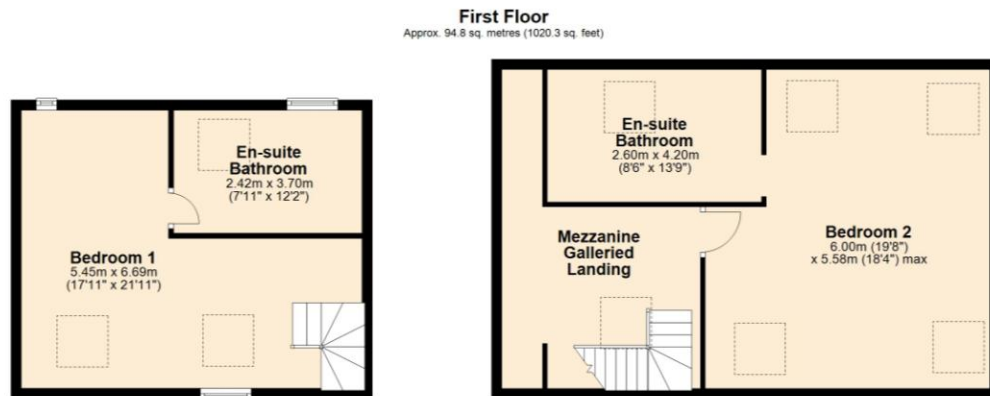 First Floor
Approx. 94.8 sq. metres (1020.3 sq. feet)
En-suite
Bathroom
2.42m x 3.70m
(7'11" x 12'2")
Bedroom 1
5.45m x 6.69m
(17'11" x 21'11")
En-suite
Bathroom
2.60m x 4.20m
(8'6" x 13'9")
Mezzanine
Galleried
Landing
Bedroom 2
6.00m (19'8")
x 5.58m (18'4") max